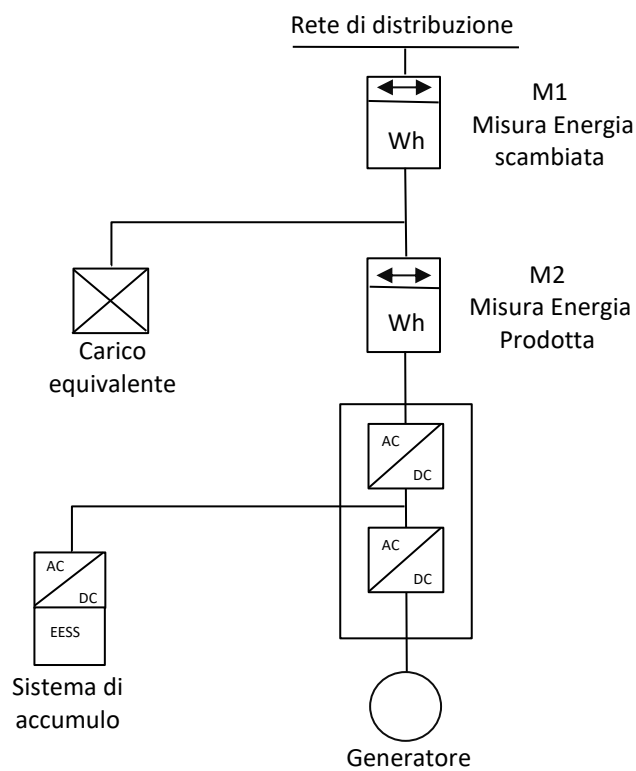 Rete di distribuzione
M1
Misura Energia
scambiata
Wh
M2
Misura Energia
Prodotta
Wh
Carico
equivalente
AC
DC
AC
DC
AC
DC
EESS
Sistema di
accumulo
Generatore